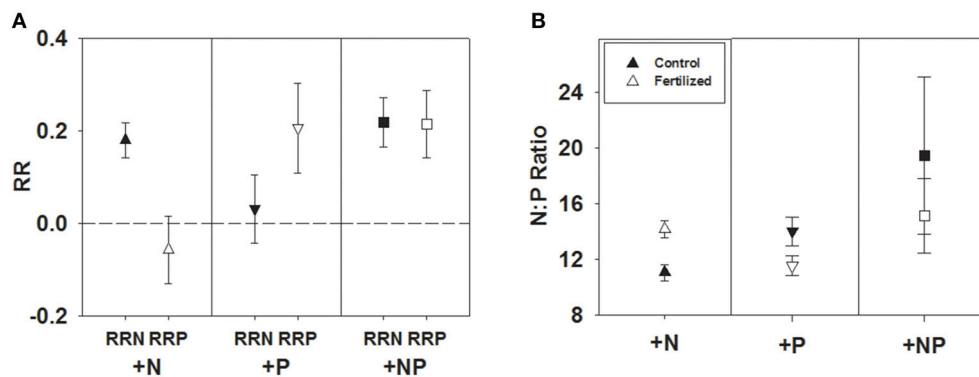 A
RR
0.4
0.2
0.0
-0.2
RRN RRP RRN RRP RRN RRP
+N +P +NP
B
N:P Ratio
Control
Fertilized
24
20
16
12
8
+N +P +NP